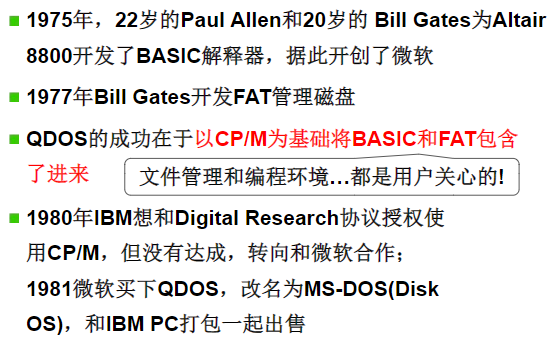 1975年，22岁的Paul Allen和20岁的 Bill Gates为Altair
8800开发了BASIC解释器，据此开创了微软
1977年Bill Gates开发FAT管理磁盘
QDOS的成功在于以CP/M为基础将BASIC和FAT包含
了进来
文件管理和编程环境…都是用户关心的!
1980年IBM想和Digital Research协议授权使
用CP/M，但没有达成，转向和微软合作；
1981微软买下QDOS，改名为MS-DOS(Disk
OS)，和IBM PC打包一起出售